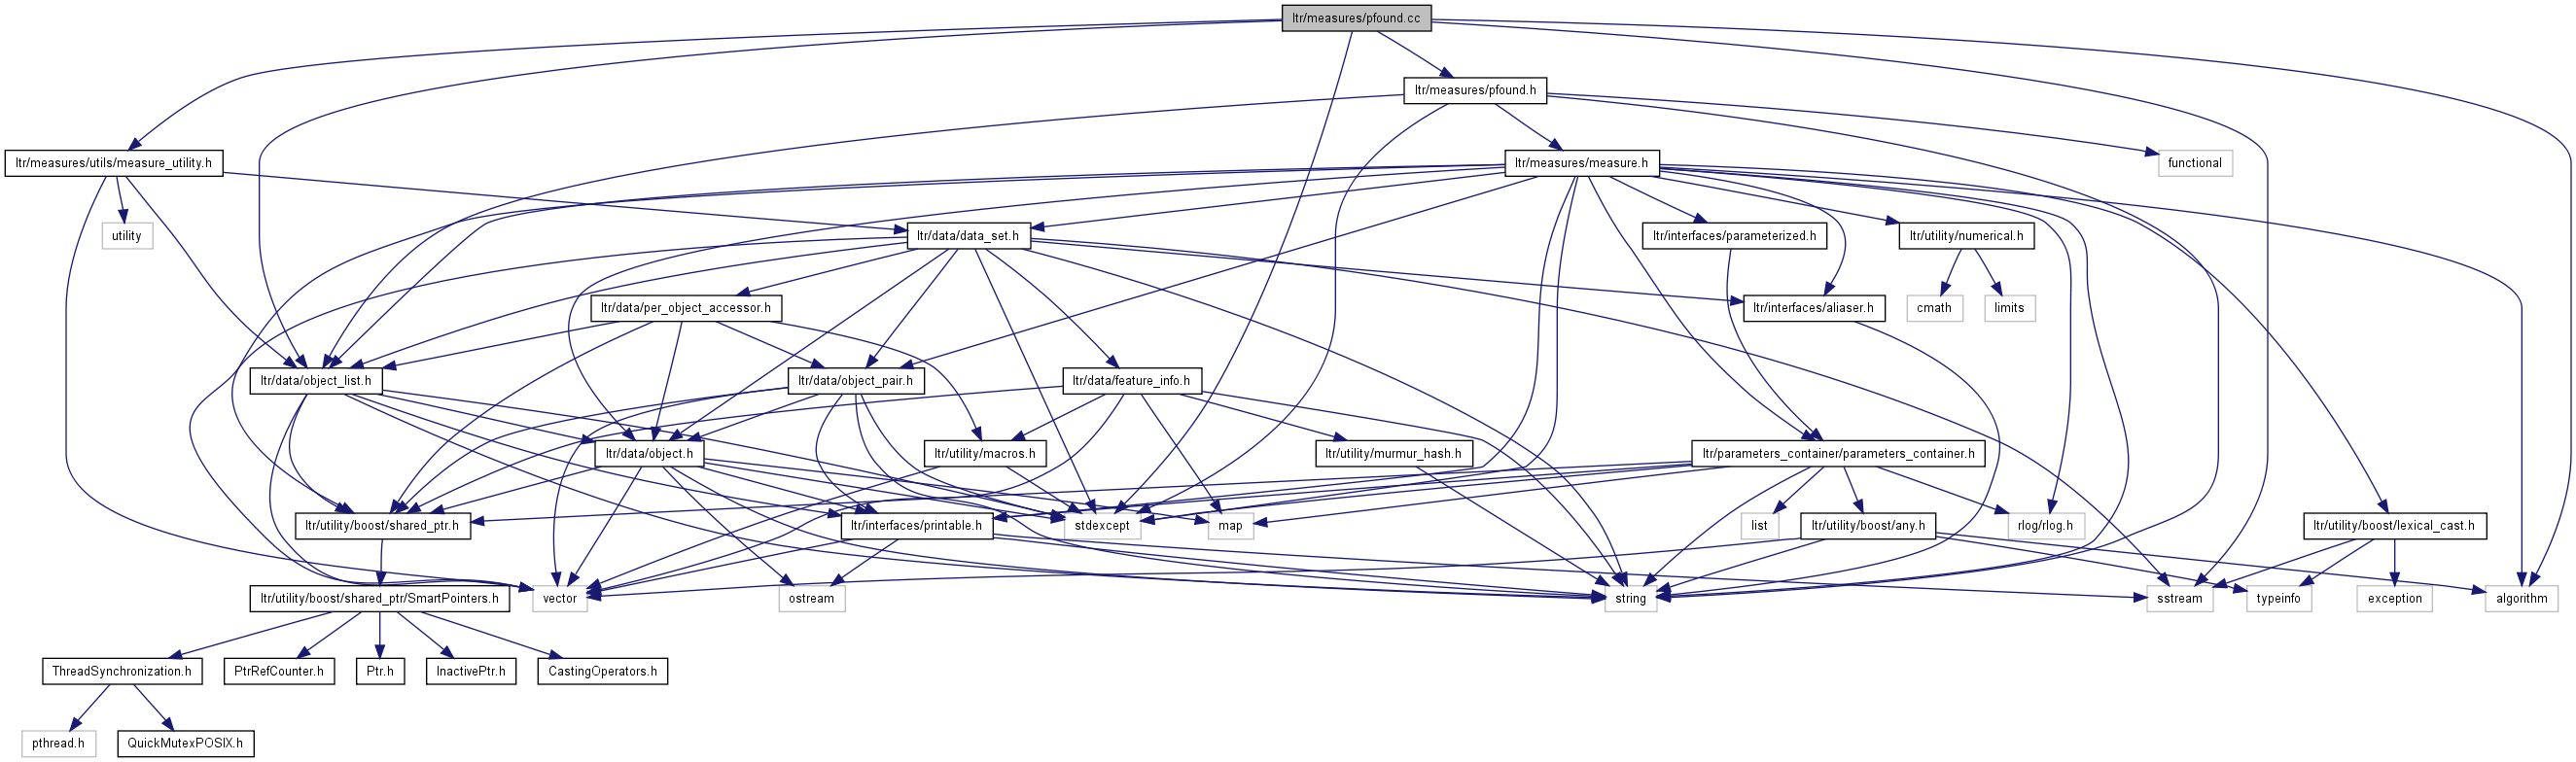 ltr/measures/pfound.cc
ltr/measures/pfound.h
ltr/measures/utils/measure_utility.h
ltr/measures/measure.h
functional
utility
ltr/data/data_set.h
ltr/interfaces/parameterized.h
ltr/utility/numerical.h
ltr/data/per_object_accessor.h
ltr/interfaces/aliaser.h
cmath
limits
ltr/data/object_list.h
ltr/data/object_pair.h
ltr/data/feature_info.h
ltr/data/object.h
ltr/utility/macros.h
ltr/utility/murmur_hash.h
ltr/parameters_container/parameters_container.h
ltr/utility/boost/shared_ptr.h
ltr/interfaces/printable.h
stdexcept
map
list
ltr/utility/boost/any.h
rlog/rlog.h
ltr/utility/boost/lexical_cast.h
ltr/utility/boost/shared_ptr/SmartPointers.h
vector
ostream
string
sstream
typeinfo
exception
algorithm
ThreadSynchronization.h
PtrRefCounter.h
Ptr.h
InactivePtr.h
CastingOperators.h
pthread.h
QuickMutexPOSIX.h